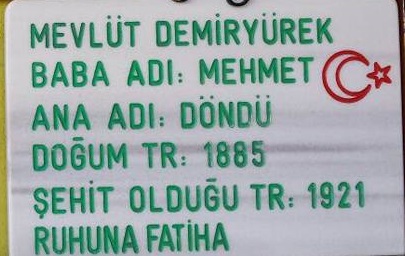 MEVLÜT DEMİRYÜREK
BABA ADI: MEHMET
ANA ADI: DÖNDÜ
DOĞUM TR: 1885
ŞEHİT OLDUĞU TR: 1921
RUHUNA FATİHA